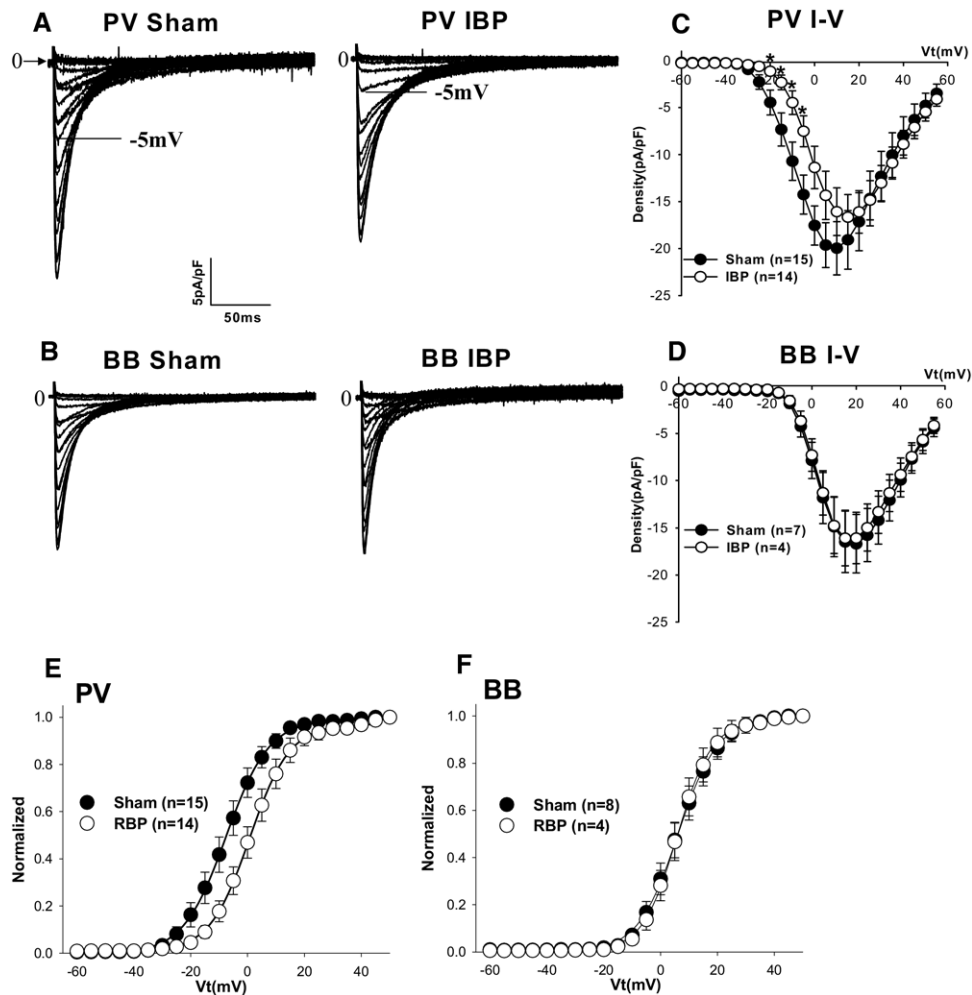 A PV Sham
0
-5mV
PV IBP
0
-5mV
5pA/pF
50ms
C PV I-V
Vt(mV)
-60 -40 -20 0 20 40 60
0
-5
-10
-15
-20
-25
Density(pA/pF)
*
*
*
*
Sham (n=15)
IBP (n=14)
B BB Sham
0
BB IBP
0
D BB I-V
Vt(mV)
-60 -40 -20 0 20 40 60
0
-5
-10
-15
-20
-25
Density(pA/pF)
Sham (n=7)
IBP (n=4)
E PV
1.0
0.8
0.6
0.4
0.2
0.0
Normalized
Sham (n=15)
RBP (n=14)
-60 -40 -20 0 20 40
Vt(mV)
F BB
1.0
0.8
0.6
0.4
0.2
0.0
Normalized
Sham (n=8)
RBP (n=4)
-60 -40 -20 0 20 40
Vt(mV)